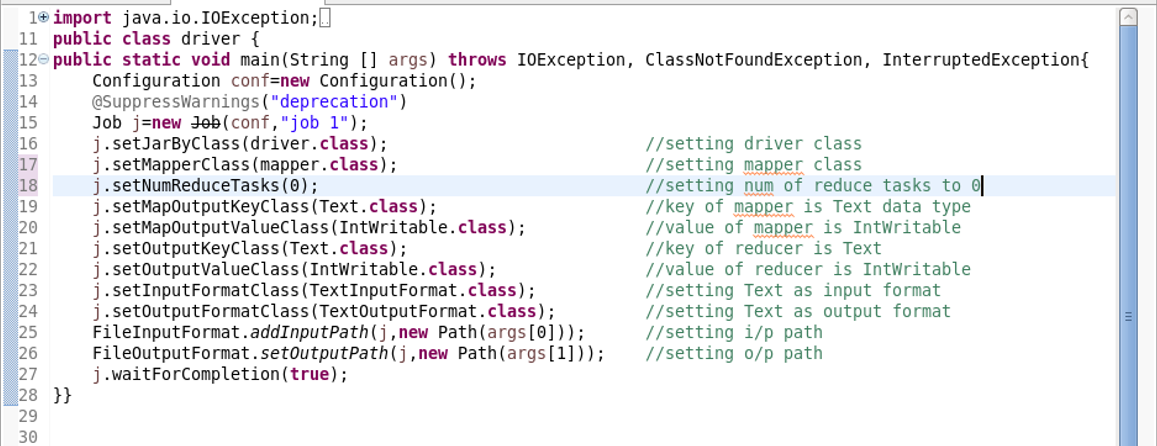 1 import java.io.IOException;
11 public class driver {
12 public static void main(String [] args) throws IOException, ClassNotFoundException, InterruptedException{
13 Configuration conf=new Configuration();
14 @SuppressWarnings("deprecation")
15 Job j=new Job(conf,"job 1");
16 j.setJarByClass(driver.class); //setting driver class
17 j.setMapperClass(mapper.class); //setting mapper class
18 j.setNumReduceTasks(0); //setting num of reduce tasks to 0
19 j.setMapOutputKeyClass(Text.class); //key of mapper is Text data type
20 j.setMapOutputValueClass(IntWritable.class); //value of mapper is IntWritable
21 j.setOutputKeyClass(Text.class); //key of reducer is Text
22 j.setOutputValueClass(IntWritable.class); //value of reducer is IntWritable
23 j.setInputFormatClass(TextInputFormat.class); //setting Text as input format
24 j.setOutputFormatClass(TextOutputFormat.class); //setting Text as output format
25 FileInputFormat.addInputPath(j,new Path(args[0])); //setting i/p path
26 FileOutputFormat.setOutputPath(j,new Path(args[1])); //setting o/p path
27 j.waitForCompletion(true);
28 }}
29
30